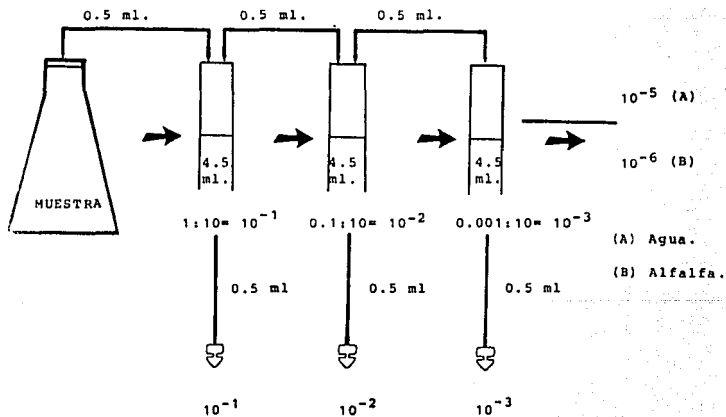 0.5 ml. 0.5 ml. 0.5 ml.
10⁻⁵ (A)
4.5 ml. 4.5 ml. 4.5 ml.
10⁻⁶ (B)
MUESTRA
1:10= 10⁻¹ 0.1:10= 10⁻² 0.001:10= 10⁻³
(A) Agua.
(B) Alfalfa.
0.5 ml 0.5 ml 0.5 ml
10⁻¹ 10⁻² 10⁻³